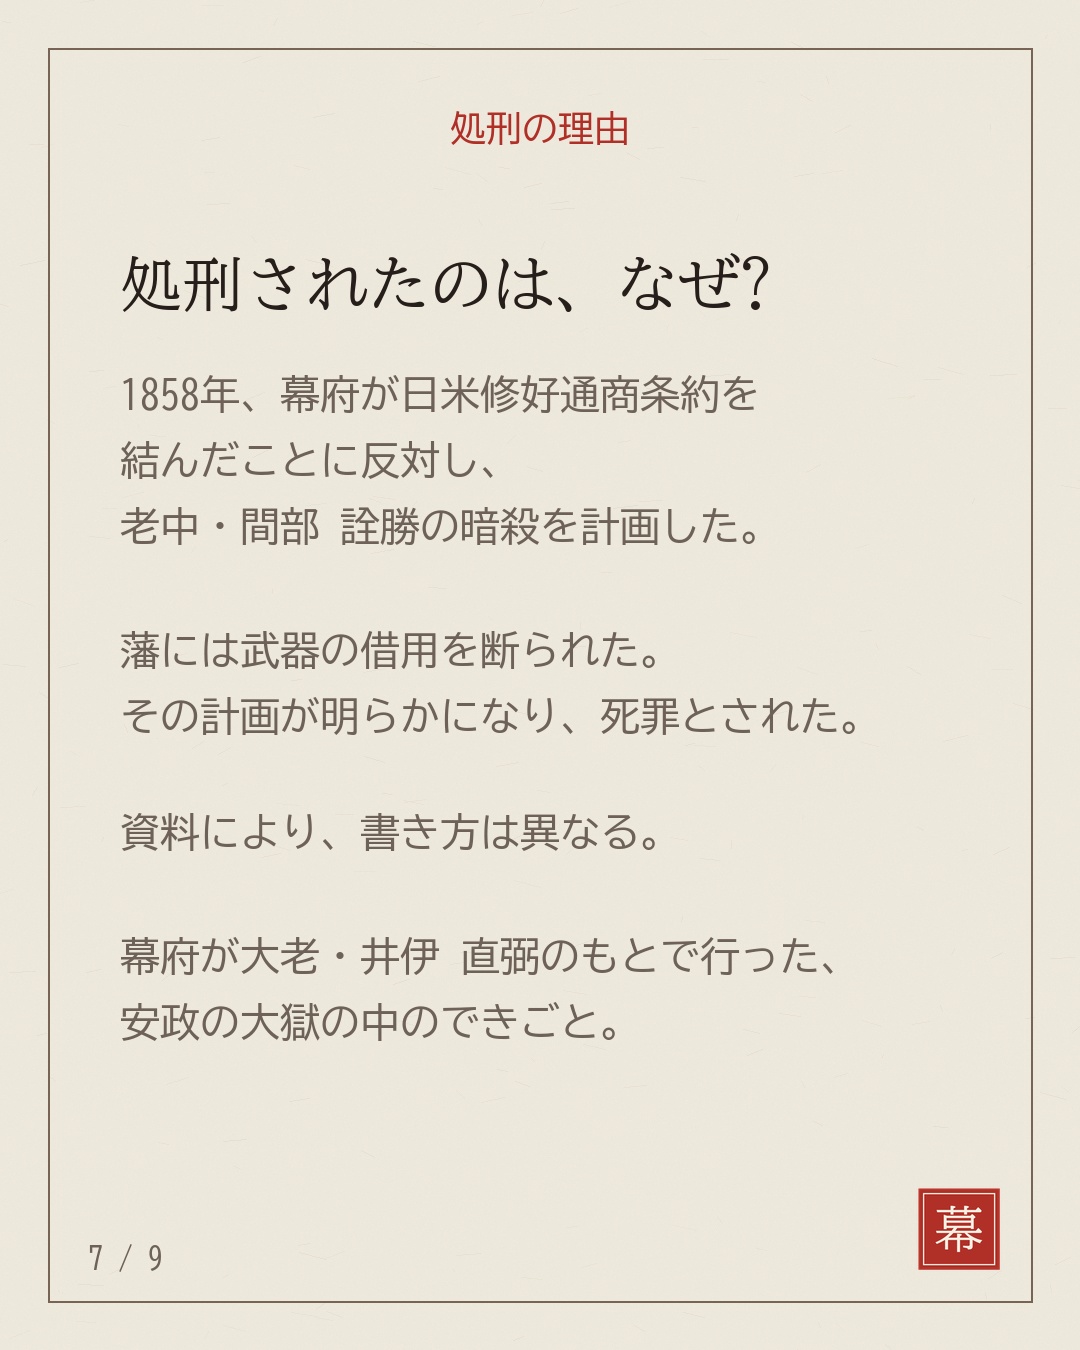 処刑の理由
処刑されたのは、なぜ?
1858年、幕府が日米修好通商条約を
結んだことに反対し、
老中・間部 詮勝の暗殺を計画した。
藩には武器の借用を断られた。
その計画が明らかになり、死罪とされた。
資料により、書き方は異なる。
幕府が大老・井伊 直弼のもとで行った、
安政の大獄の中のできごと。
幕
7 / 9